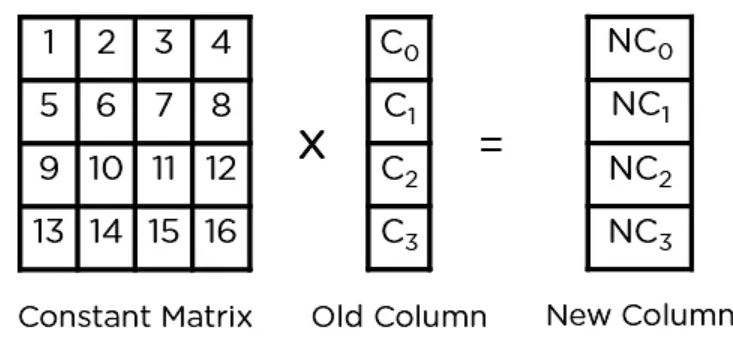 1 2 3 4 C₀ NC₀
5 6 7 8 C₁ NC₁
X =
9 10 11 12 C₂ NC₂
13 14 15 16 C₃ NC₃
Constant Matrix Old Column New Column